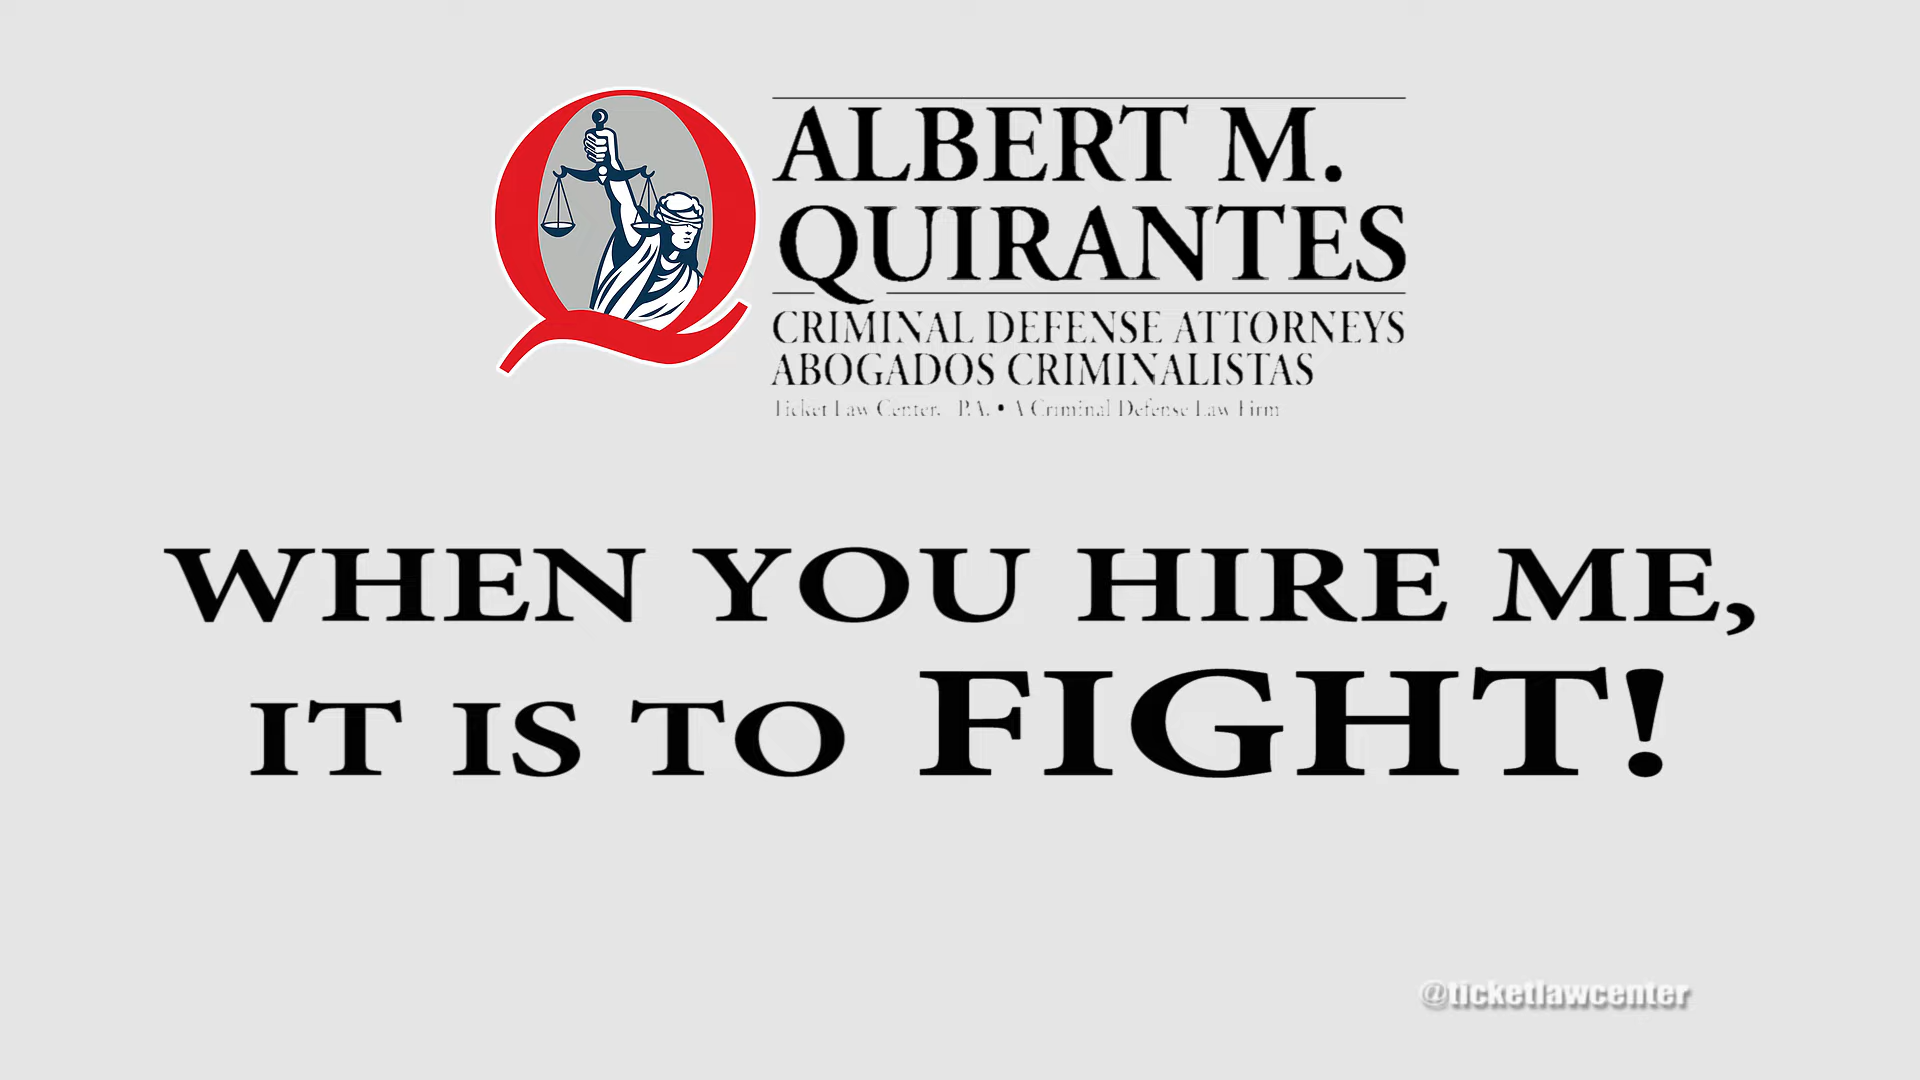 ALBERT M.
QUIRANTES
CRIMINAL DEFENSE ATTORNEYS
ABOGADOS CRIMINALISTAS
Ticket Law Center, P.A. • A Criminal Defense Law Firm
WHEN YOU HIRE ME,
IT IS TO FIGHT!
@ticketlawcenter